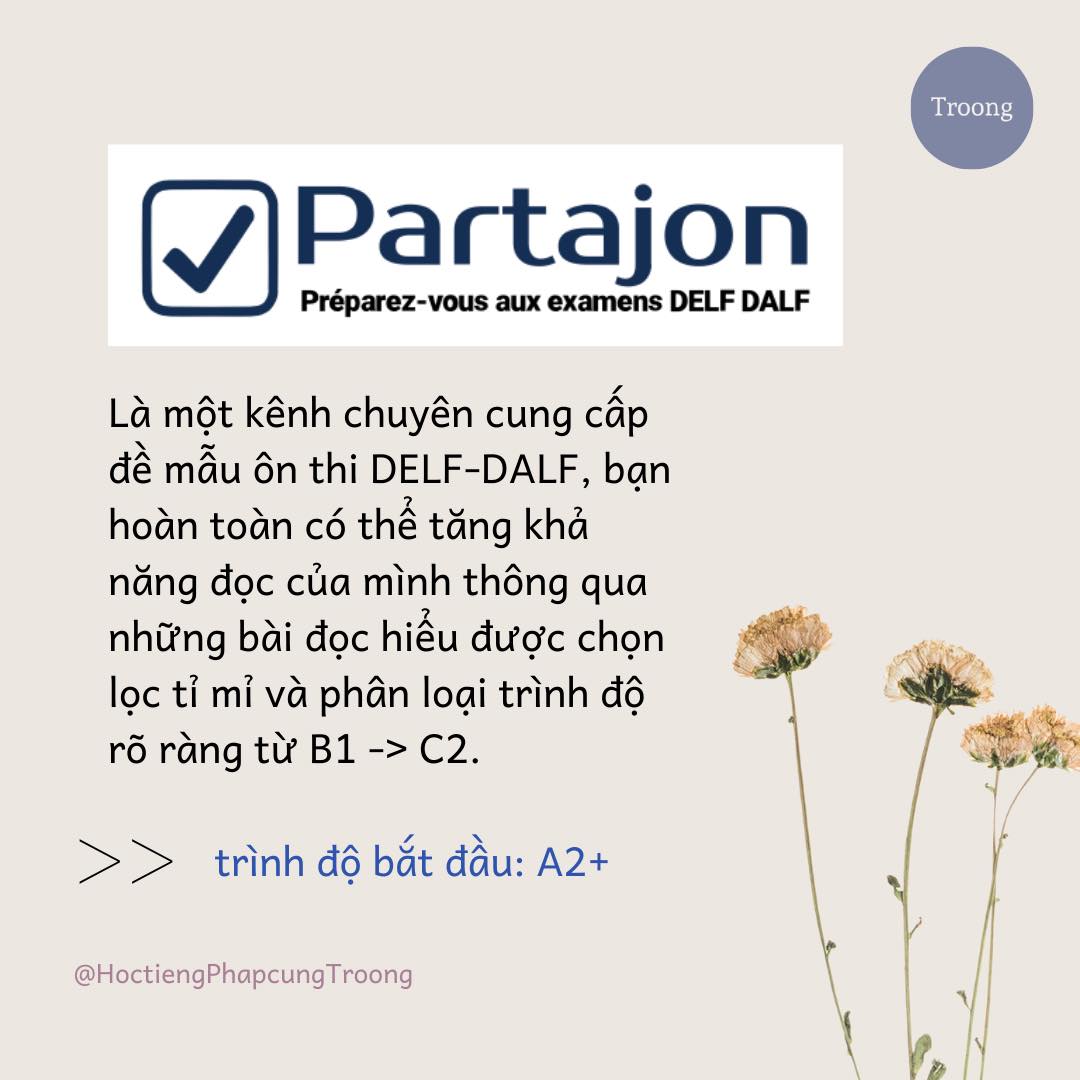 Troong
Partajon
Préparez-vous aux examens DELF DALF
Là một kênh chuyên cung cấp
đề mẫu ôn thi DELF-DALF, bạn
hoàn toàn có thể tăng khả
năng đọc của mình thông qua
những bài đọc hiểu được chọn
lọc tỉ mỉ và phân loại trình độ
rõ ràng từ B1 -> C2.
>> trình độ bắt đầu: A2+
@HoctiengPhapcungTroong